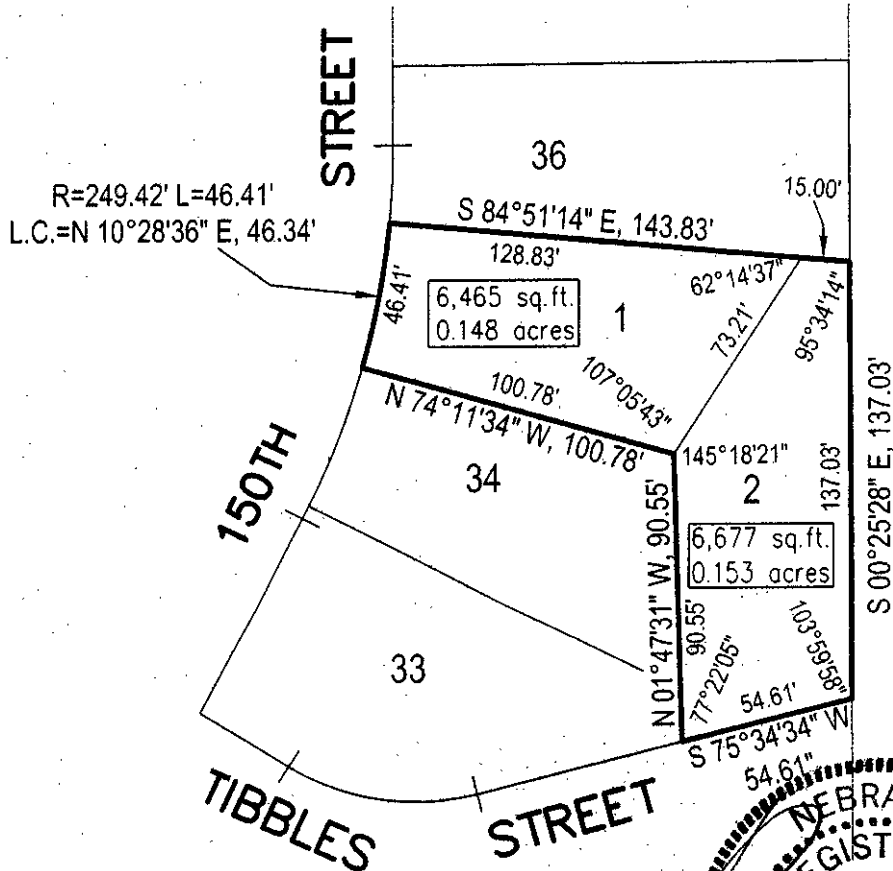 STREET
36
R=249.42' L=46.41'
L.C.=N 10°28'36" E, 46.34'
15.00'
S 84°51'14" E, 143.83'
128.83'
62°14'37"
95°34'14"
46.41'
6,465 sq.ft.
0.148 acres
1
73.21'
107°05'43"
100.78'
N 74°11'34" W, 100.78'
S 00°25'28" E, 137.03'
145°18'21"
137.03'
2
34
150TH
6,677 sq.ft.
0.153 acres
N 01°47'31" W, 90.55'
90.55'
77°22'05"
103°59'58"
54.61'
33
S 75°34'34" W
54.61"
TIBBLES
STREET
NEBRA
EGIST